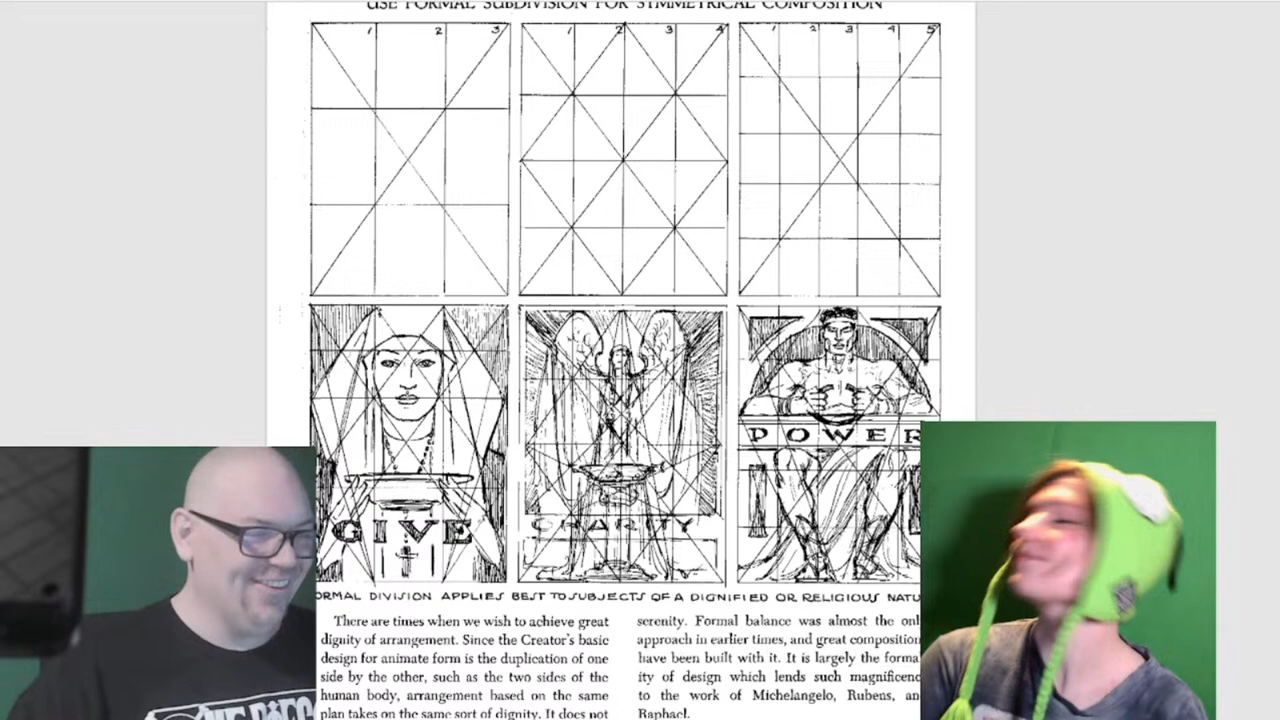 USE FORMAL SUBDIVISION FOR SYMMETRICAL COMPOSITION
1 2 3 1 2 3 4 1 2 3 4 5
GIVE
CHARITY
POWER
ORMAL DIVISION APPLIES BEST TO SUBJECTS OF A DIGNIFIED OR RELIGIOUS NATU
There are times when we wish to achieve great
dignity of arrangement. Since the Creator's basic
design for animate form is the duplication of one
side by the other, such as the two sides of the
human body, arrangement based on the same
plan takes on the same sort of dignity. It does not
serenity. Formal balance was almost the onl
approach in earlier times, and great composition
have been built with it. It is largely the forma
ity of design which lends such magnificenc
to the work of Michelangelo, Rubens, an
Raphael.